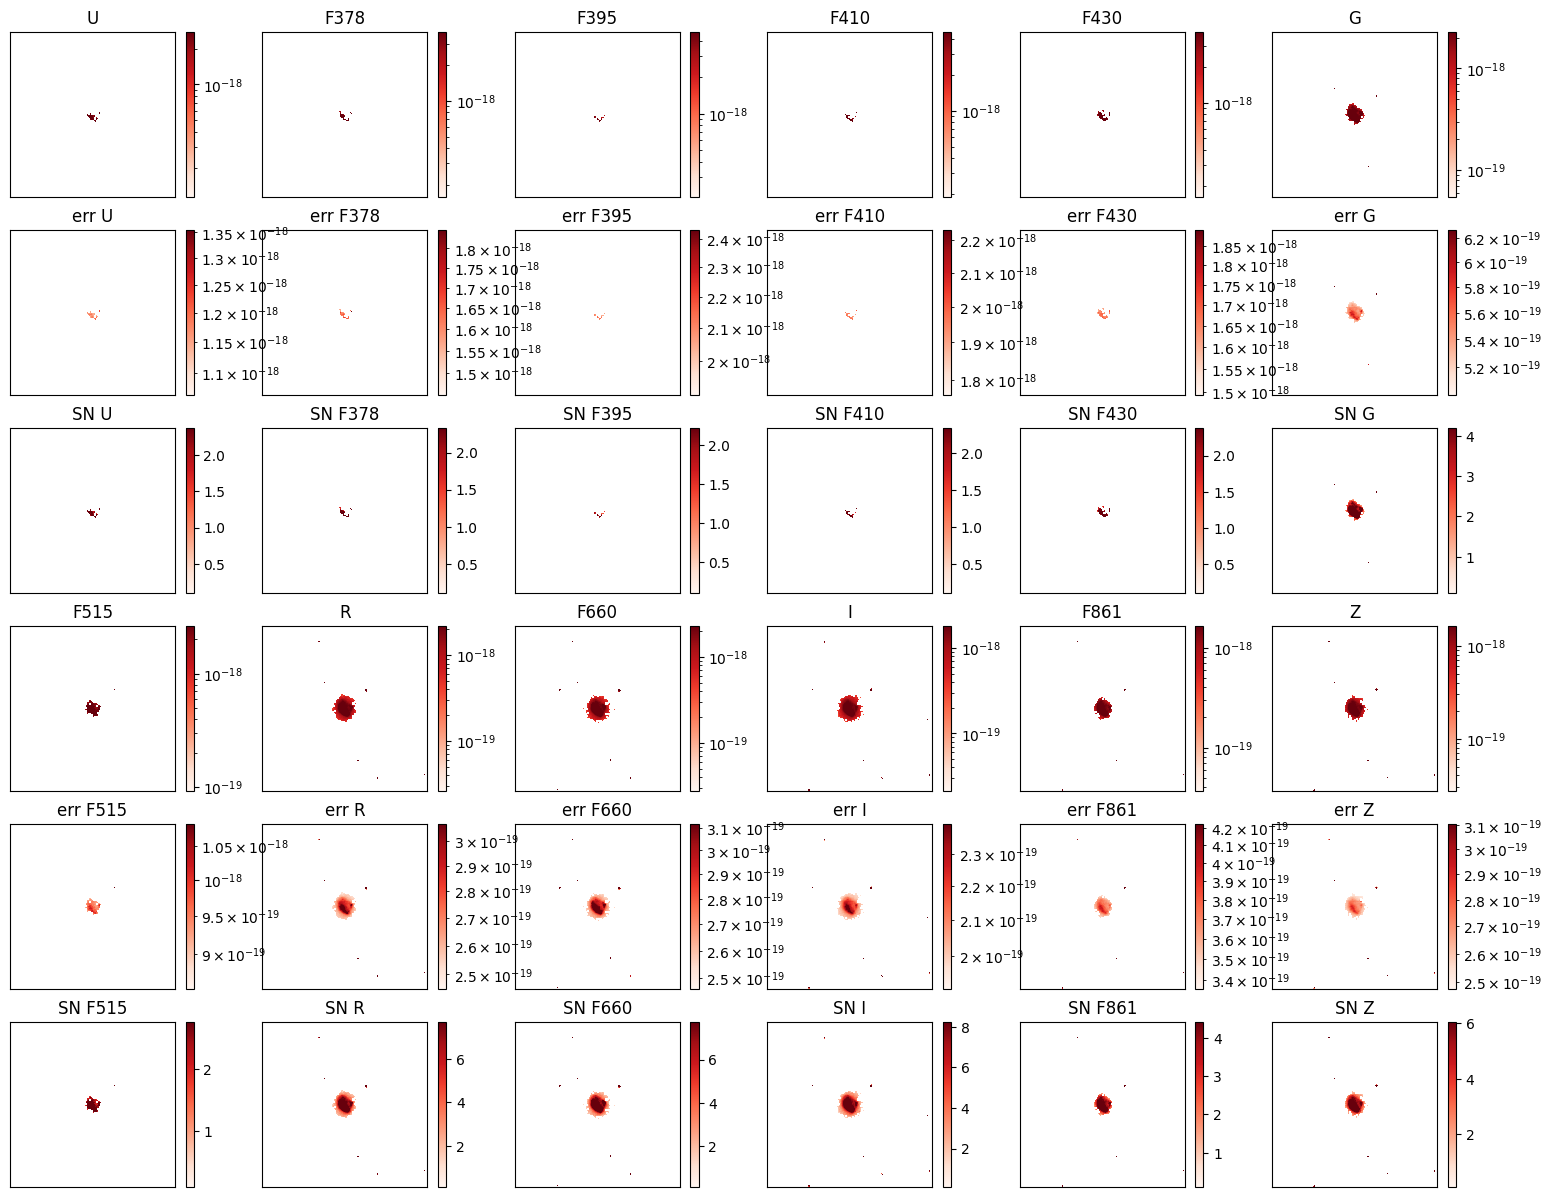 U F378 F395 F410 F430 G
10⁻¹⁸ 10⁻¹⁸ 10⁻¹⁸ 10⁻¹⁸ 10⁻¹⁸ 10⁻¹⁸
10⁻¹⁹
err U err F378 err F395 err F410 err F430 err G
1.35 × 10⁻¹⁸
1.3 × 10⁻¹⁸
1.25 × 10⁻¹⁸
1.2 × 10⁻¹⁸
1.15 × 10⁻¹⁸
1.1 × 10⁻¹⁸
1.8 × 10⁻¹⁸
1.75 × 10⁻¹⁸
1.7 × 10⁻¹⁸
1.65 × 10⁻¹⁸
1.6 × 10⁻¹⁸
1.55 × 10⁻¹⁸
1.5 × 10⁻¹⁸
2.4 × 10⁻¹⁸
2.3 × 10⁻¹⁸
2.2 × 10⁻¹⁸
2.1 × 10⁻¹⁸
2 × 10⁻¹⁸
2.2 × 10⁻¹⁸
2.1 × 10⁻¹⁸
2 × 10⁻¹⁸
1.9 × 10⁻¹⁸
1.8 × 10⁻¹⁸
1.85 × 10⁻¹⁸
1.8 × 10⁻¹⁸
1.75 × 10⁻¹⁸
1.7 × 10⁻¹⁸
1.65 × 10⁻¹⁸
1.6 × 10⁻¹⁸
1.55 × 10⁻¹⁸
1.5 × 10⁻¹⁸
6.2 × 10⁻¹⁹
6 × 10⁻¹⁹
5.8 × 10⁻¹⁹
5.6 × 10⁻¹⁹
5.4 × 10⁻¹⁹
5.2 × 10⁻¹⁹
SN U SN F378 SN F395 SN F410 SN F430 SN G
2.0
1.5
1.0
0.5
2.0
1.5
1.0
0.5
2.0
1.5
1.0
0.5
2.0
1.5
1.0
0.5
2.0
1.5
1.0
0.5
4
3
2
1
F515 R F660 I F861 Z
10⁻¹⁸ 10⁻¹⁸ 10⁻¹⁸ 10⁻¹⁸ 10⁻¹⁸ 10⁻¹⁸
10⁻¹⁹ 10⁻¹⁹ 10⁻¹⁹ 10⁻¹⁹ 10⁻¹⁹ 10⁻¹⁹
err F515 err R err F660 err I err F861 err Z
1.05 × 10⁻¹⁸
10⁻¹⁸
9.5 × 10⁻¹⁹
9 × 10⁻¹⁹
3 × 10⁻¹⁹
2.9 × 10⁻¹⁹
2.8 × 10⁻¹⁹
2.7 × 10⁻¹⁹
2.6 × 10⁻¹⁹
2.5 × 10⁻¹⁹
3.1 × 10⁻¹⁹
3 × 10⁻¹⁹
2.9 × 10⁻¹⁹
2.8 × 10⁻¹⁹
2.7 × 10⁻¹⁹
2.6 × 10⁻¹⁹
2.5 × 10⁻¹⁹
2.3 × 10⁻¹⁹
2.2 × 10⁻¹⁹
2.1 × 10⁻¹⁹
2 × 10⁻¹⁹
4.2 × 10⁻¹⁹
4.1 × 10⁻¹⁹
4 × 10⁻¹⁹
3.9 × 10⁻¹⁹
3.8 × 10⁻¹⁹
3.7 × 10⁻¹⁹
3.6 × 10⁻¹⁹
3.5 × 10⁻¹⁹
3.4 × 10⁻¹⁹
3.1 × 10⁻¹⁹
3 × 10⁻¹⁹
2.9 × 10⁻¹⁹
2.8 × 10⁻¹⁹
2.7 × 10⁻¹⁹
2.6 × 10⁻¹⁹
2.5 × 10⁻¹⁹
SN F515 SN R SN F660 SN I SN F861 SN Z
2
1
6
4
2
6
4
2
8
6
4
2
4
3
2
1
6
4
2